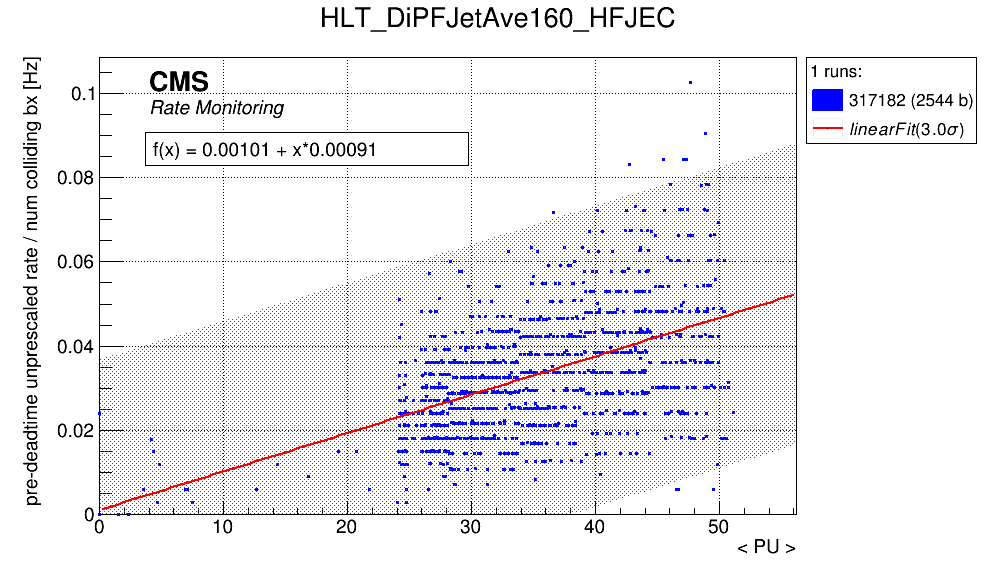 HLT_DiPFJetAve160_HFJEC
pre-deadtime unprescaled rate / num colliding bx [Hz]
CMS
Rate Monitoring
f(x) = 0.00101 + x*0.00091
1 runs:
317182 (2544 b)
linearFit(3.0σ)
0.1
0.08
0.06
0.04
0.02
0
0 10 20 30 40 50
< PU >